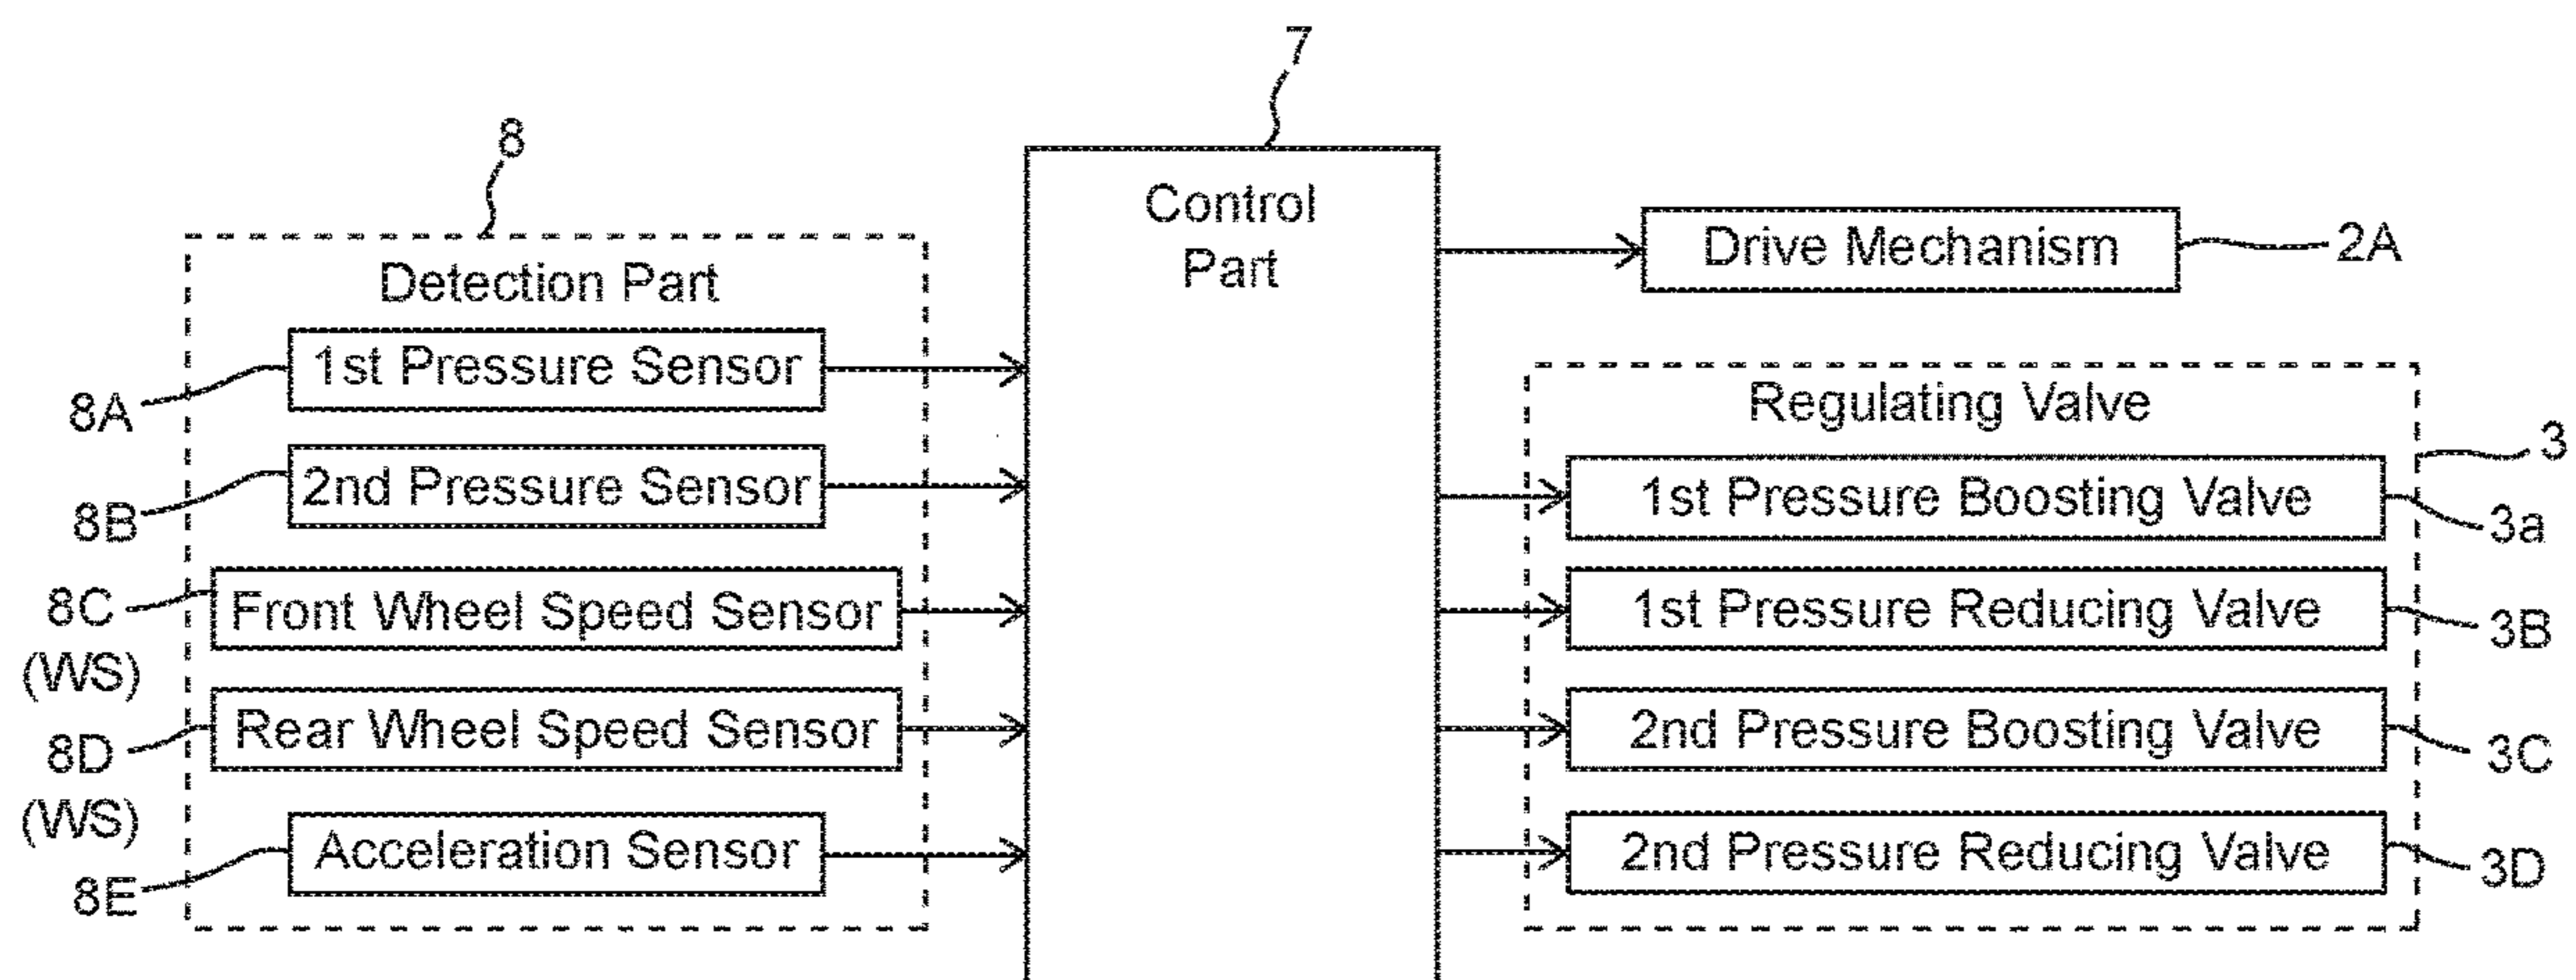 7
8
Control
Part
Detection Part
1st Pressure Sensor
8A
2nd Pressure Sensor
8B
Front Wheel Speed Sensor
8C
(WS)
Rear Wheel Speed Sensor
8D
(WS)
Acceleration Sensor
8E
Drive Mechanism
2A
Regulating Valve
3
1st Pressure Boosting Valve
3a
1st Pressure Reducing Valve
3B
2nd Pressure Boosting Valve
3C
2nd Pressure Reducing Valve
3D